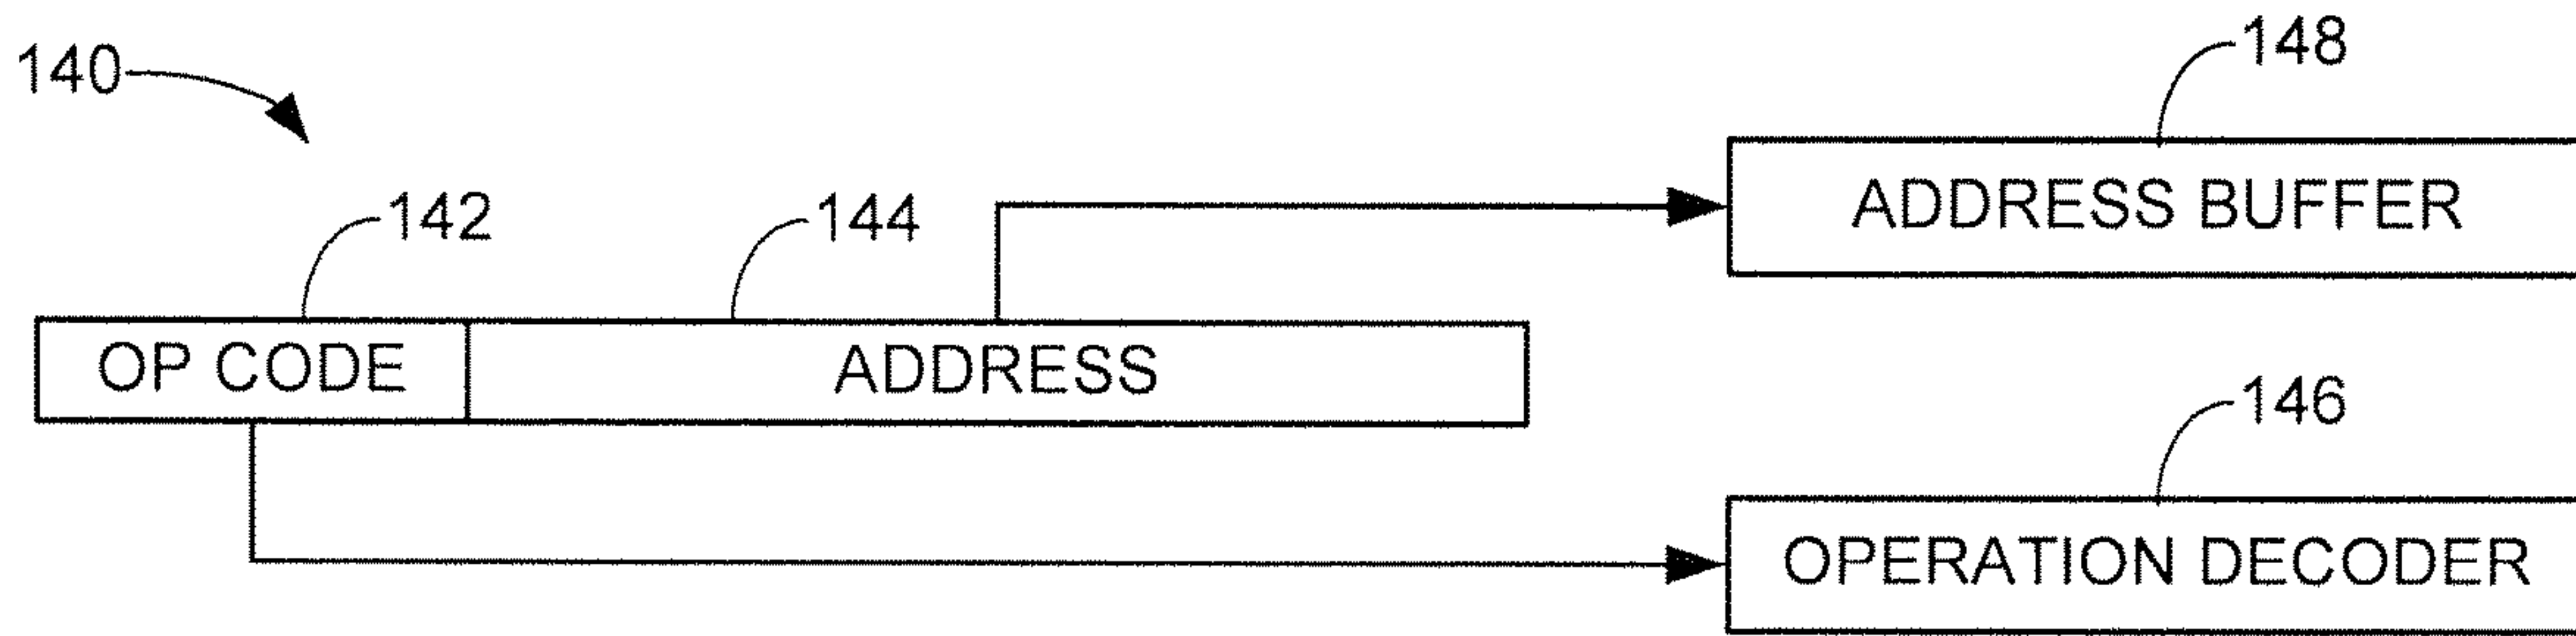 140
148
ADDRESS BUFFER
142
144
OP CODE
ADDRESS
146
OPERATION DECODER